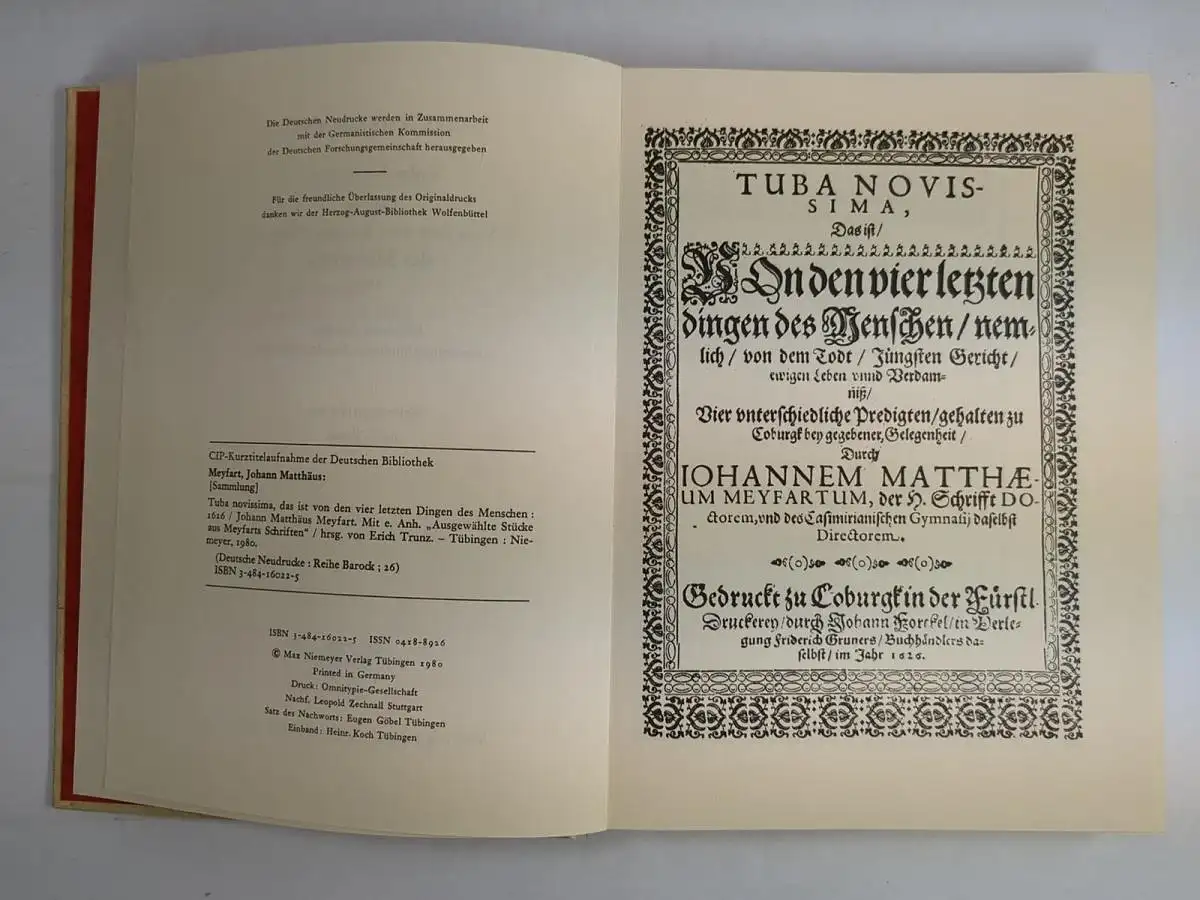 Die Deutschen Neudrucke werden in Zusammenarbeit
mit der Germanistischen Kommission
der Deutschen Forschungsgemeinschaft herausgegeben
Für die freundliche Überlassung des Originaldrucks
danken wir der Herzog-August-Bibliothek Wolfenbüttel
CIP-Kurztitelaufnahme der Deutschen Bibliothek
Meyfart, Johann Matthäus:
[Sammlung]
Tuba novissima, das ist von den vier letzten Dingen des Menschen :
1626 / Johann Matthäus Meyfart. Mit e. Anh. „Ausgewählte Stücke
aus Meyfarts Schriften“ / hrsg. von Erich Trunz. – Tübingen : Nie-
meyer, 1980.
(Deutsche Neudrucke : Reihe Barock ; 26)
ISBN 3-484-16022-5
ISBN 3-484-16022-5 ISSN 0418-8926
© Max Niemeyer Verlag Tübingen 1980
Printed in Germany
Druck: Omnitypie-Gesellschaft
Nachf. Leopold Zechnall Stuttgart
Satz des Nachworts: Eugen Göbel Tübingen
Einband: Heinr. Koch Tübingen
TUBA NOVIS-
SIMA,
Das ist/
VOn den vier letzten
dingen des Menschen/ nem-
lich/ von dem Todt/ Jüngsten Gericht/
ewigen Leben vnnd Verdam-
niß/
Vier vnterschiedliche Predigten/ gehalten zu
Coburgk bey gegebener Gelegenheit/
Durch
IOHANNEM MATTHÆ-
UM MEYFARTUM, der H. Schrifft DO-
ctorem, vnd des Casimirianischen Gymnasij daselbst
Directorem.
Gedruckt zu Coburgk in der Fürstl.
Druckerey/ durch Johann Forckel/ in Verle-
gung Friderich Gruners/ Buchhändlers da-
selbst/ im Jahr 1626.